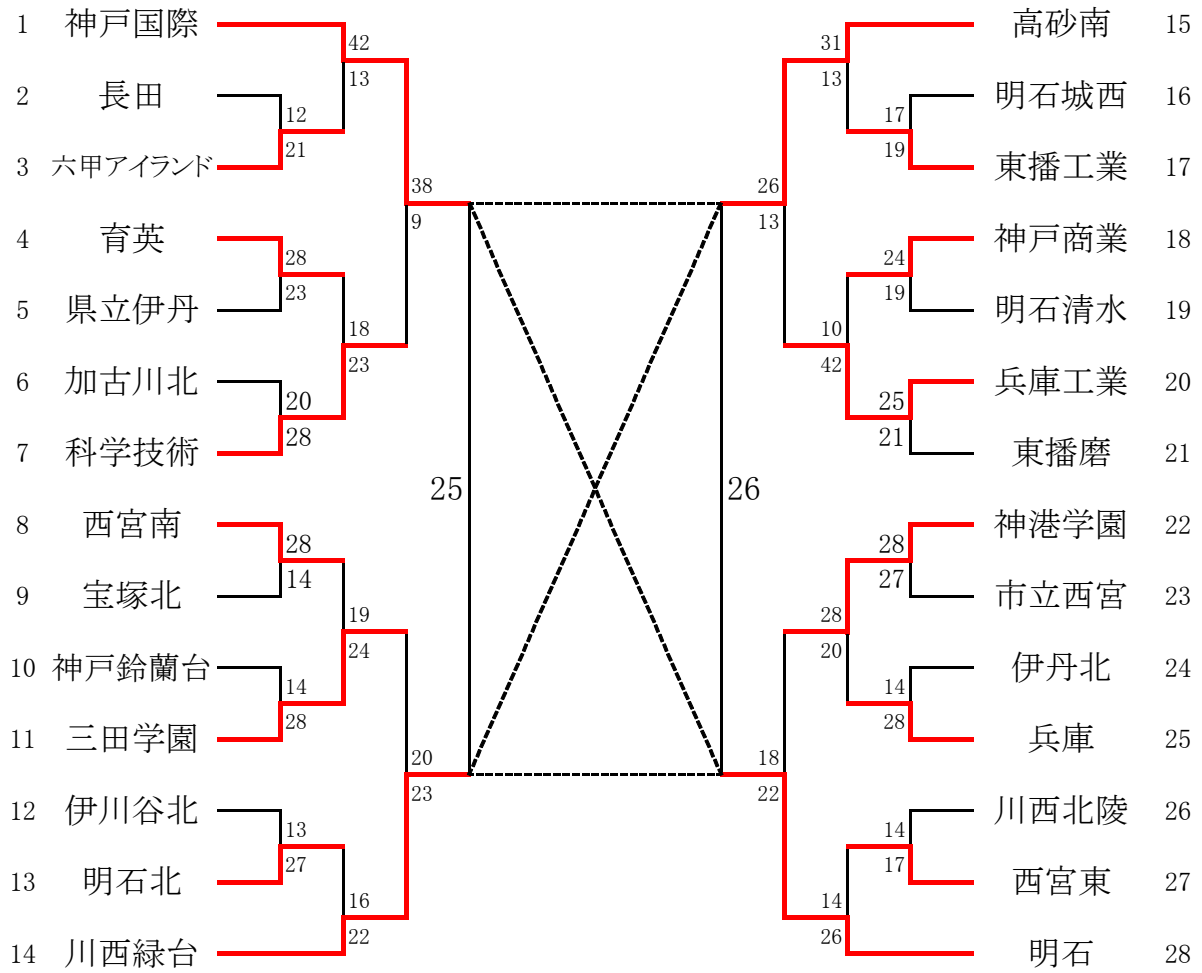 1 神戸国際 42 31 高砂南 15
13 13
2 長田 12 17 明石城西 16
21 19
3 六甲アイランド 東播工業 17
38 26
9 13
4 育英 28 24 神戸商業 18
23 19
5 県立伊丹 明石清水 19
18 10
23 42
6 加古川北 20 25 兵庫工業 20
28 21
7 科学技術 東播磨 21
25 26
8 西宮南 28 28 神港学園 22
14 27
9 宝塚北 市立西宮 23
19 28
24 20
10 神戸鈴蘭台 14 14 伊丹北 24
28 28
11 三田学園 兵庫 25
20 18
23 22
12 伊川谷北 13 14 川西北陵 26
27 17
13 明石北 西宮東 27
16 14
22 26
14 川西緑台 明石 28